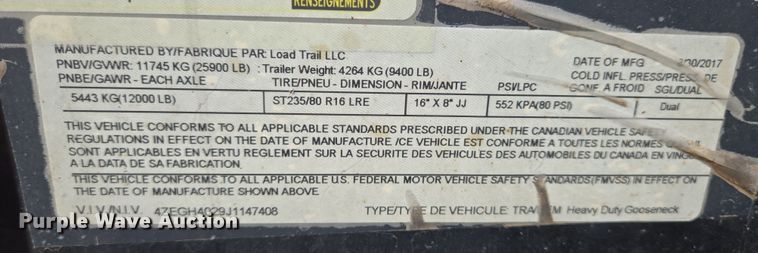 RENSEIGNEMENTS
MANUFACTURED BY/FABRIQUE PAR: Load Trail LLC
PNBV/GVWR: 11745 KG (25900 LB) : Trailer Weight: 4264 KG (9400 LB) DATE OF MFG /30/2017
PNBE/GAWR - EACH AXLE TIRE/PNEU - DIMENSION - RIM/JANTE PSI/LPC COLD INFL. PRESS/PRESS. DE GONF. A FROID SGL/DUAL
5443 KG(12000 LB) ST235/80 R16 LRE 16" X 8" JJ 552 KPA(80 PSI) Dual
THIS VEHICLE CONFORMS TO ALL APPLICABLE STANDARDS PRESCRIBED UNDER THE CANADIAN VEHICLE SAFETY
REGULATIONS IN EFFECT ON THE DATE OF MANUFACTURE /CE VEHICLE EST CONFORME A TOUTES LES NORMES
SONT APPLICABLES EN VERTU REGLEMENT SUR LA SECURITE DES VEHICULES DES AUTOMOBILES DU CANADA EN
A LA DATA DE SA FABRICATION.
THIS VEHICLE CONFORMS TO ALL APPLICABLE U.S. FEDERAL MOTOR VEHICLE SAFETY STANDARDS(FMVSS) IN EFFECT ON
THE DATE OF MANUFACTURE SHOWN ABOVE.
V.I.V/N.I.V. 4ZEGH4029J1147408 TYPE/TYPE DE VEHICULE: Heavy Duty Gooseneck
Purple Wave Auction